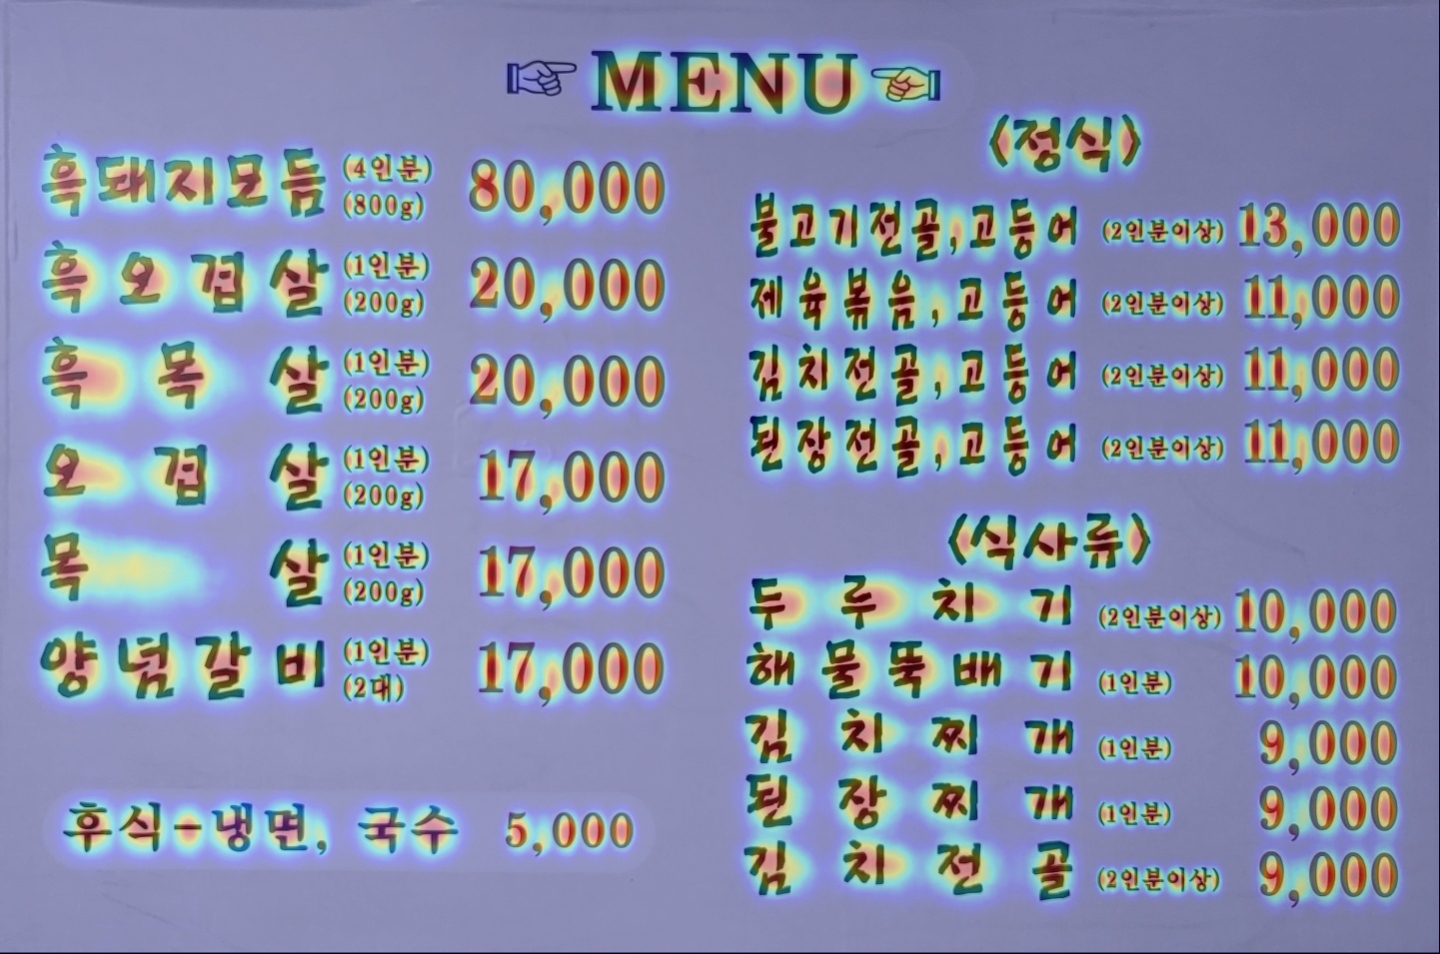 MENU
흑돼지모듬 (4인분) (800g) 80,000
흑오겹살 (1인분) (200g) 20,000
흑목살 (1인분) (200g) 20,000
오겹살 (1인분) (200g) 17,000
목살 (1인분) (200g) 17,000
양념갈비 (1인분) (2대) 17,000
후식-냉면, 국수 5,000
<정식>
불고기전골,고등어 (2인분이상) 13,000
제육볶음,고등어 (2인분이상) 11,000
김치전골,고등어 (2인분이상) 11,000
된장전골,고등어 (2인분이상) 11,000
<식사류>
두루치기 (2인분이상) 10,000
해물뚝배기 (1인분) 10,000
김치찌개 (1인분) 9,000
된장찌개 (1인분) 9,000
김치전골 (2인분이상) 9,000